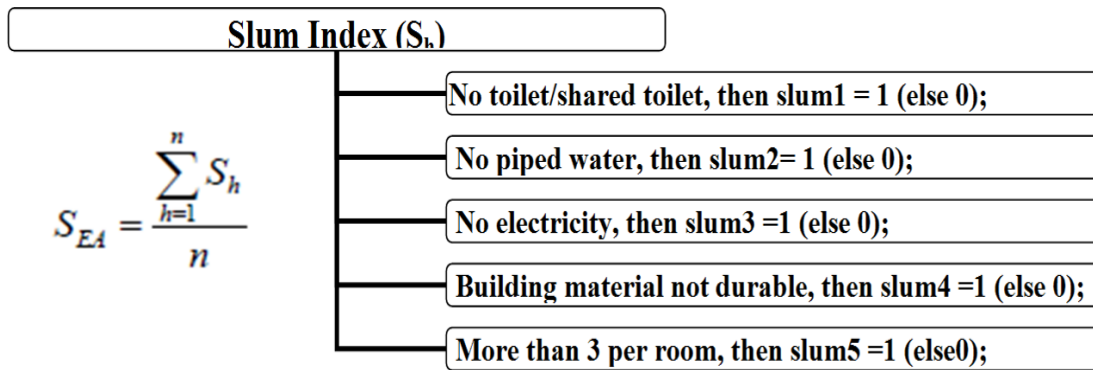 Slum Index (Sh)
No toilet/shared toilet, then slum1 = 1 (else 0);
No piped water, then slum2= 1 (else 0);
No electricity, then slum3 =1 (else 0);
Building material not durable, then slum4 =1 (else 0);
More than 3 per room, then slum5 =1 (else0);
S_EA = \frac{\sum_{h=1}^{n} S_h}{n}